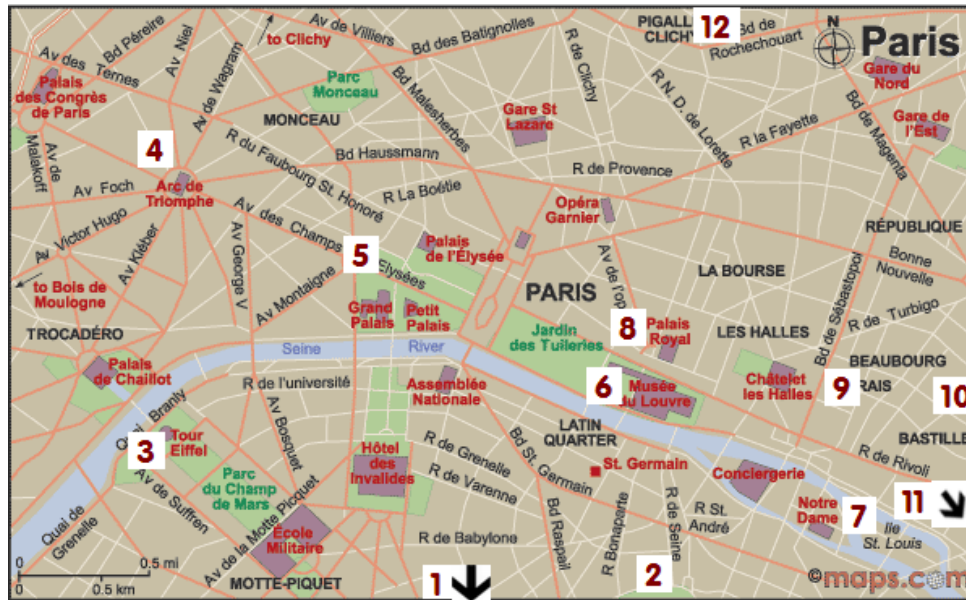 12
N
Paris
PIGALL
CLICHY
Bd de
Rochechouart
Av de Villiers
to Clichy
Bd des Batignolles
Bd Péreire
Av Niel
Av de Wagram
Av des Ternes
Palais
des Congrès
de Paris
Parc
Monceau
MONCEAU
Bd Malesherbes
R de Clichy
R N. D. de Lorette
Gare du
Nord
Gare de
l'Est
Bd de Magenta
Gare St
Lazare
R la Fayette
4
Av de
Malakoff
R du Faubourg St. Honoré
Bd Haussmann
R de Provence
Av Foch
Arc de
Triomphe
R La Boëtie
Opéra
Garnier
Av Victor Hugo
Av Kléber
Av des Champs
Elysées
Av George V
5
Palais
de l'Élysée
Av de l'op
RÉPUBLIQUE
Bonne
Nouvelle
LA BOURSE
to Bois de
Moulogne
Av Montaigne
PARIS
Bd de Sébastopol
R de Turbigo
Grand
Palais
Petit
Palais
TROCADÉRO
Jardin
des Tuileries
8
Palais
Royal
LES HALLES
Seine
River
BEAUBOURG
RAIS
Palais
de Chaillot
R de l'université
Assemblée
Nationale
6
Musée
du Louvre
Châtelet
les Halles
9
10
Quai Branly
Av Bosquet
LATIN
QUARTER
BASTILLE
3
Tour
Eiffel
Hôtel
des
Invalides
R de Grenelle
R de Varenne
Bd St. Germain
St. Germain
Conciergerie
R de Rivoli
Parc
du Champ
de Mars
Av de Suffren
Av de la Motte Picquet
Quai de
Grenelle
École
Militaire
Bd Raspail
R Bonaparte
R de Seine
R St.
André
Notre
Dame
7
11
Ile
St. Louis
R de Babylone
0
0.5 mi
0
0.5 km
MOTTE-PIQUET
1
2
©maps.com